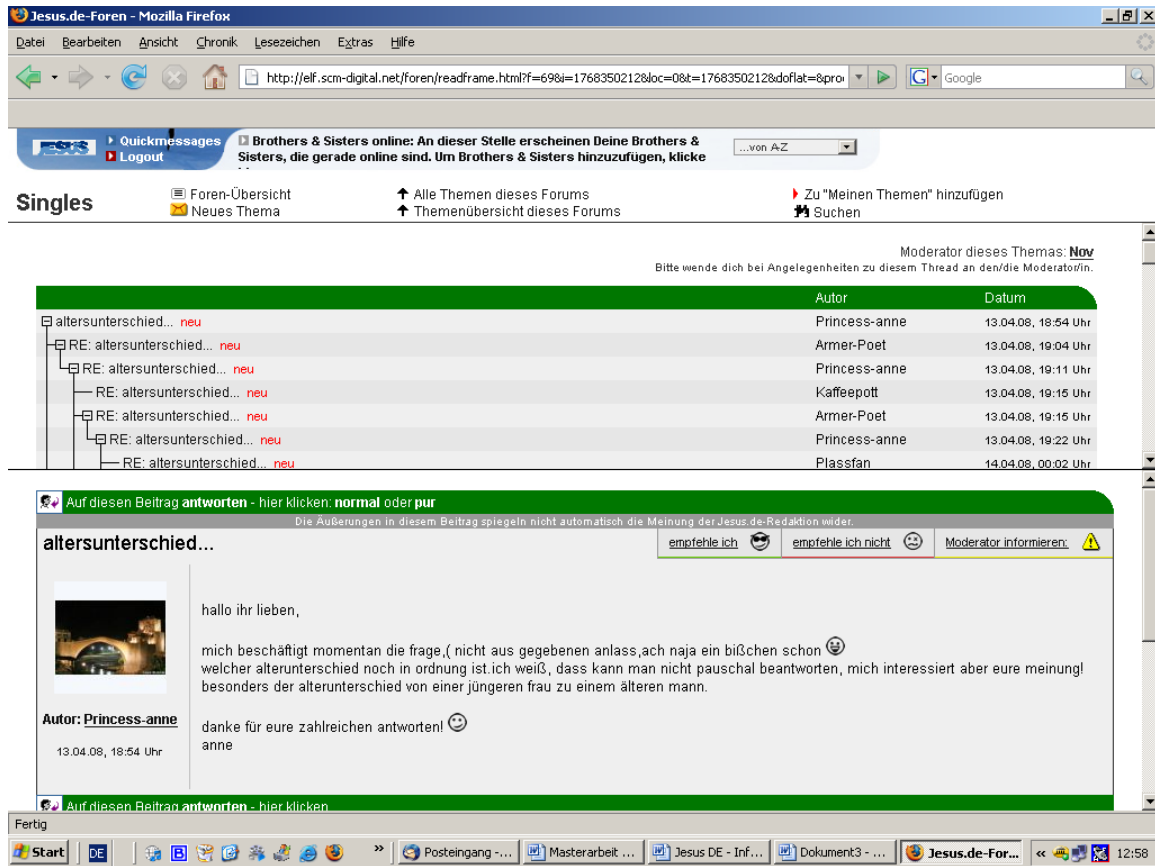 Jesus.de-Foren - Mozilla Firefox
Datei Bearbeiten Ansicht Chronik Lesezeichen Extras Hilfe
http://elf.scm-digital.net/foren/readframe.html?f=69&i=1768350212&loc=0&t=1768350212&doflat=&pro
G Google
JESUS Quickmessages
Logout
Brothers & Sisters online: An dieser Stelle erscheinen Deine Brothers &
Sisters, die gerade online sind. Um Brothers & Sisters hinzuzufügen, klicke
...von A-Z
Singles
Foren-Übersicht Alle Themen dieses Forums Zu "Meinen Themen" hinzufügen
Neues Thema Themenübersicht dieses Forums Suchen
Moderator dieses Themas: Nov
Bitte wende dich bei Angelegenheiten zu diesem Thread an den/die Moderator/in.
Autor Datum
altersunterschied... neu Princess-anne 13.04.08, 18:54 Uhr
RE: altersunterschied... neu Armer-Poet 13.04.08, 19:04 Uhr
RE: altersunterschied... neu Princess-anne 13.04.08, 19:11 Uhr
RE: altersunterschied... neu Kaffeepott 13.04.08, 19:15 Uhr
RE: altersunterschied... neu Armer-Poet 13.04.08, 19:15 Uhr
RE: altersunterschied... neu Princess-anne 13.04.08, 19:22 Uhr
RE: altersunterschied... neu Plassfan 14.04.08, 00:02 Uhr
Auf diesen Beitrag antworten - hier klicken: normal oder pur
Die Äußerungen in diesem Beitrag spiegeln nicht automatisch die Meinung der Jesus.de-Redaktion wider.
altersunterschied... empfehle ich empfehle ich nicht Moderator informieren:
hallo ihr lieben,
mich beschäftigt momentan die frage,( nicht aus gegebenen anlass,ach naja ein bißchen schon
welcher alterunterschied noch in ordnung ist.ich weiß, dass kann man nicht pauschal beantworten, mich interessiert aber eure meinung!
besonders der alterunterschied von einer jüngeren frau zu einem älteren mann.
danke für eure zahlreichen antworten!
anne
Autor: Princess-anne
13.04.08, 18:54 Uhr
Auf diesen Beitrag antworten - hier klicken
Fertig
Start DE B » Posteingang -... Masterarbeit ... Jesus DE - Inf... Dokument3 - ... Jesus.de-For... « 12:58